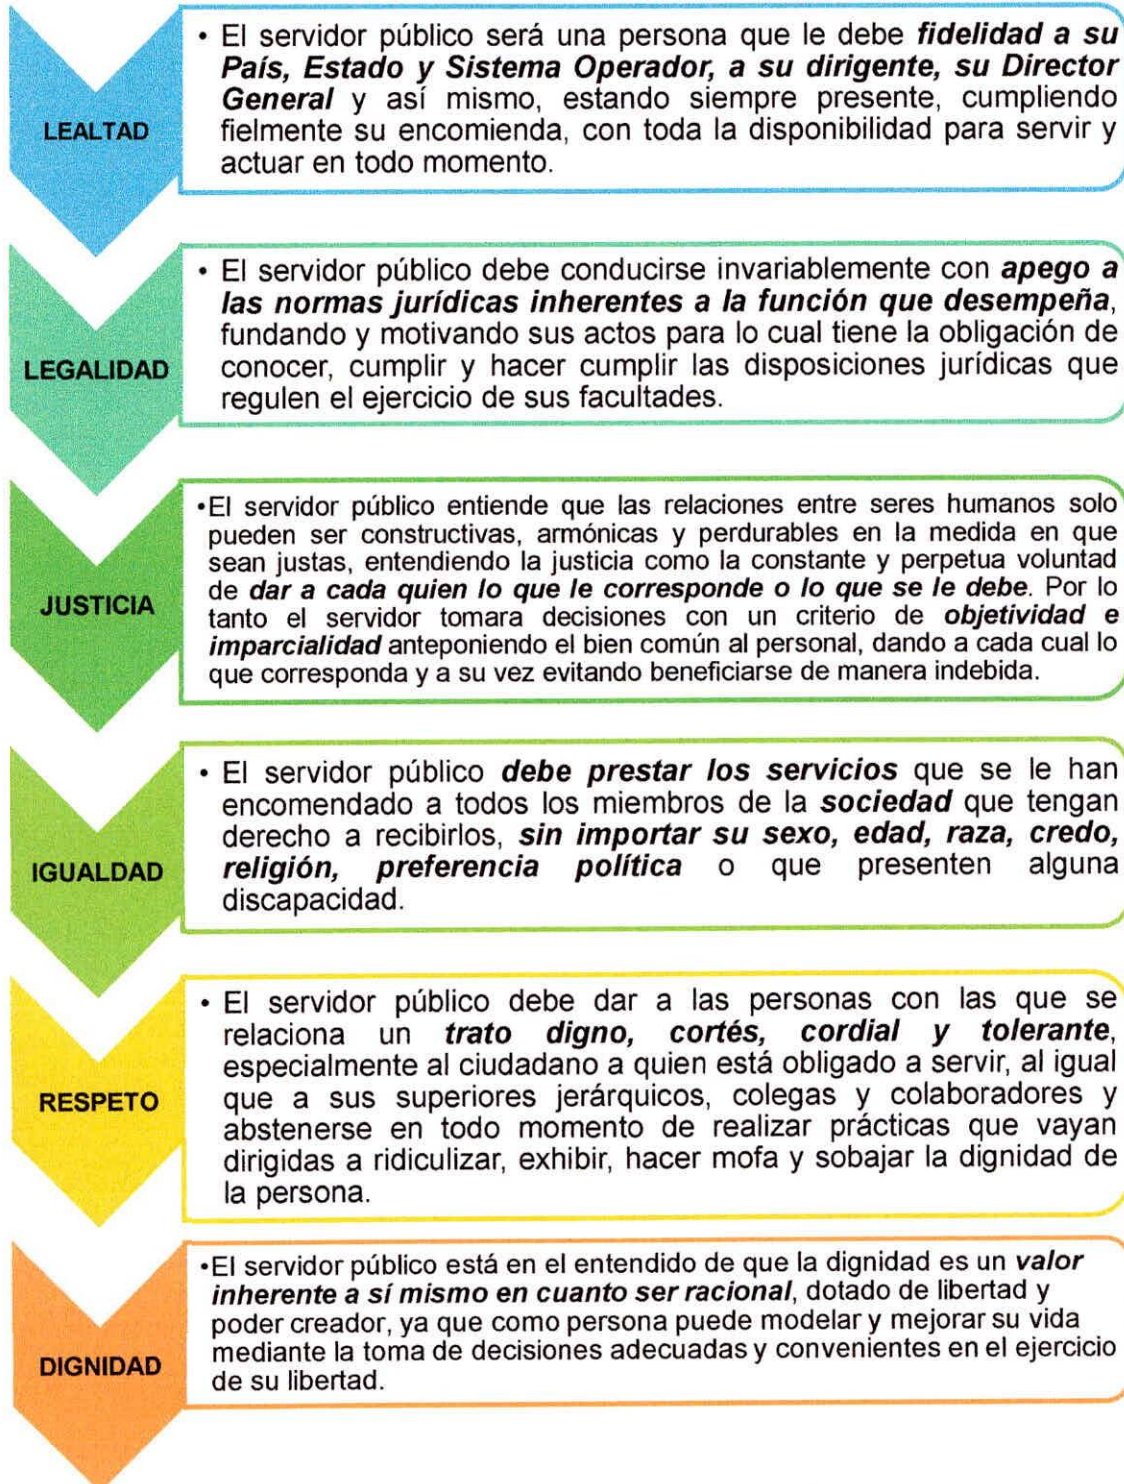 LEALTAD
• El servidor público será una persona que le debe fidelidad a su
País, Estado y Sistema Operador, a su dirigente, su Director
General y así mismo, estando siempre presente, cumpliendo
fielmente su encomienda, con toda la disponibilidad para servir y
actuar en todo momento.
LEGALIDAD
• El servidor público debe conducirse invariablemente con apego a
las normas jurídicas inherentes a la función que desempeña,
fundando y motivando sus actos para lo cual tiene la obligación de
conocer, cumplir y hacer cumplir las disposiciones jurídicas que
regulen el ejercicio de sus facultades.
JUSTICIA
•El servidor público entiende que las relaciones entre seres humanos solo
pueden ser constructivas, armónicas y perdurables en la medida en que
sean justas, entendiendo la justicia como la constante y perpetua voluntad
de dar a cada quien lo que le corresponde o lo que se le debe. Por lo
tanto el servidor tomara decisiones con un criterio de objetividad e
imparcialidad anteponiendo el bien común al personal, dando a cada cual lo
que corresponda y a su vez evitando beneficiarse de manera indebida.
IGUALDAD
• El servidor público debe prestar los servicios que se le han
encomendado a todos los miembros de la sociedad que tengan
derecho a recibirlos, sin importar su sexo, edad, raza, credo,
religión, preferencia política o que presenten alguna
discapacidad.
RESPETO
• El servidor público debe dar a las personas con las que se
relaciona un trato digno, cortés, cordial y tolerante,
especialmente al ciudadano a quien está obligado a servir, al igual
que a sus superiores jerárquicos, colegas y colaboradores y
abstenerse en todo momento de realizar prácticas que vayan
dirigidas a ridiculizar, exhibir, hacer mofa y sobajar la dignidad de
la persona.
DIGNIDAD
•El servidor público está en el entendido de que la dignidad es un valor
inherente a sí mismo en cuanto ser racional, dotado de libertad y
poder creador, ya que como persona puede modelar y mejorar su vida
mediante la toma de decisiones adecuadas y convenientes en el ejercicio
de su libertad.